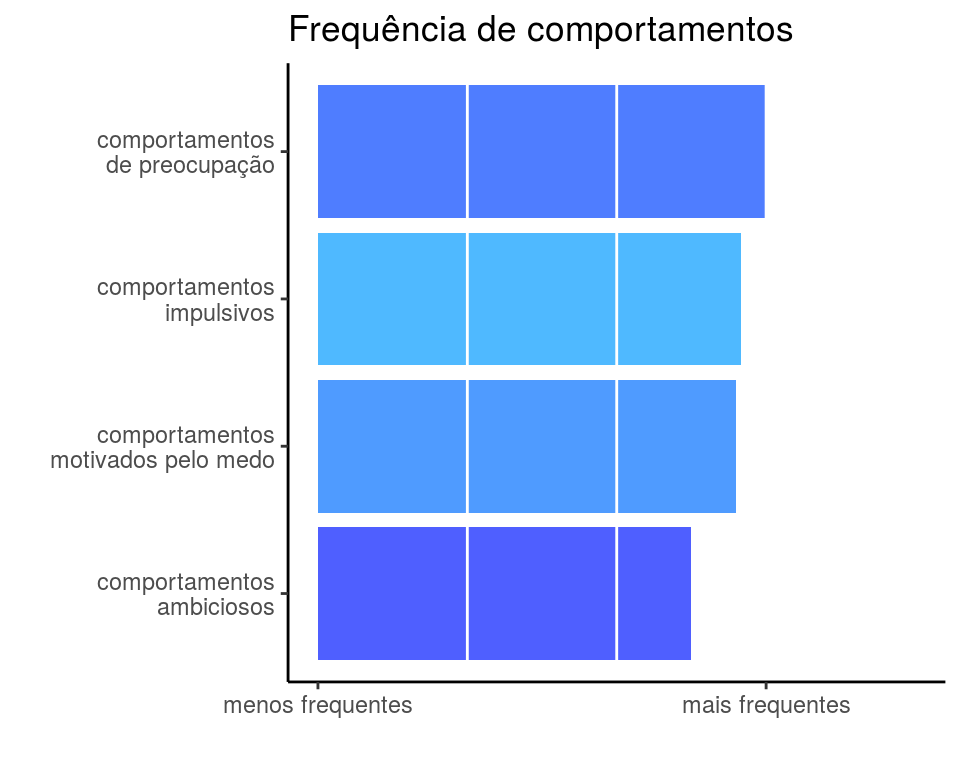 Frequência de comportamentos
comportamentos
de preocupação
comportamentos
impulsivos
comportamentos
motivados pelo medo
comportamentos
ambiciosos
menos frequentes
mais frequentes